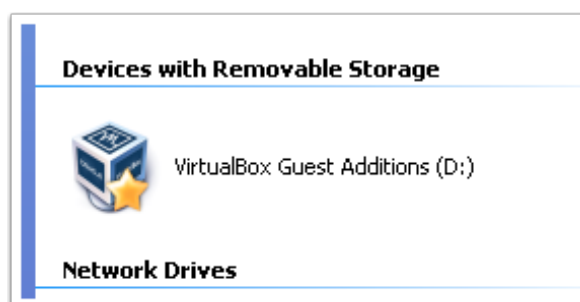 Devices with Removable Storage
VirtualBox Guest Additions (D:)
Network Drives